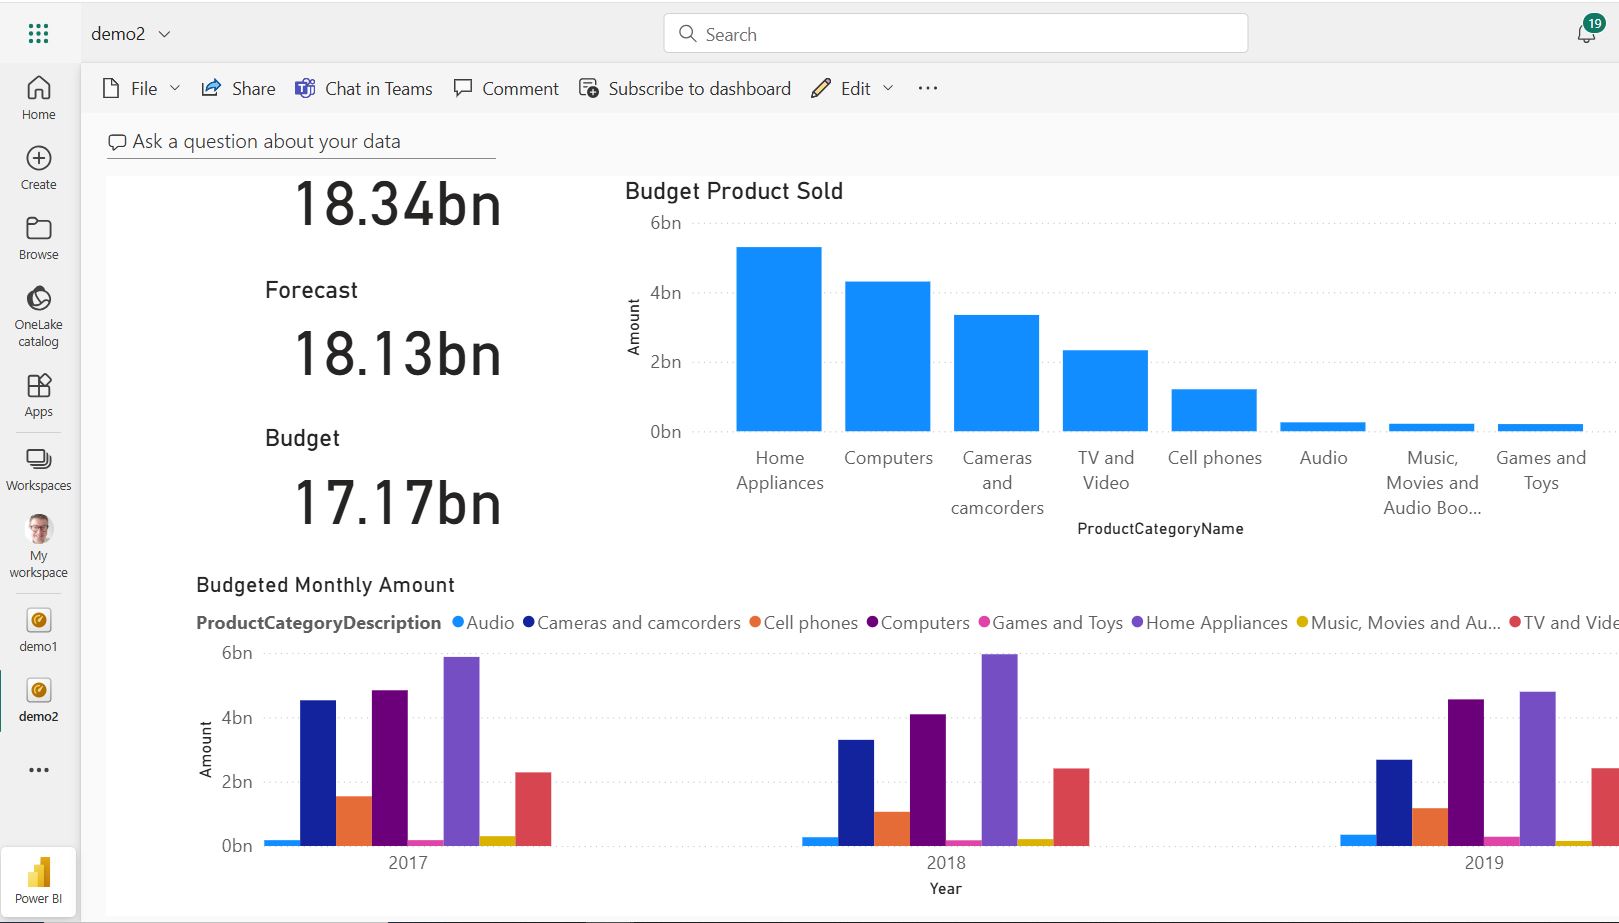 demo2
Search
19
File
Share
Chat in Teams
Comment
Subscribe to dashboard
Edit
Home
Create
Browse
OneLake
catalog
Apps
Workspaces
My
workspace
demo1
demo2
Power BI
Ask a question about your data
18.34bn
Forecast
18.13bn
Budget
17.17bn
Budget Product Sold
6bn
4bn
2bn
0bn
Amount
Home
Appliances
Computers
Cameras
and
camcorders
TV and
Video
Cell phones
Audio
Music,
Movies and
Audio Boo...
Games and
Toys
ProductCategoryName
Budgeted Monthly Amount
ProductCategoryDescription Audio Cameras and camcorders Cell phones Computers Games and Toys Home Appliances Music, Movies and Au... TV and Vide
6bn
4bn
2bn
0bn
Amount
2017 2018 2019
Year